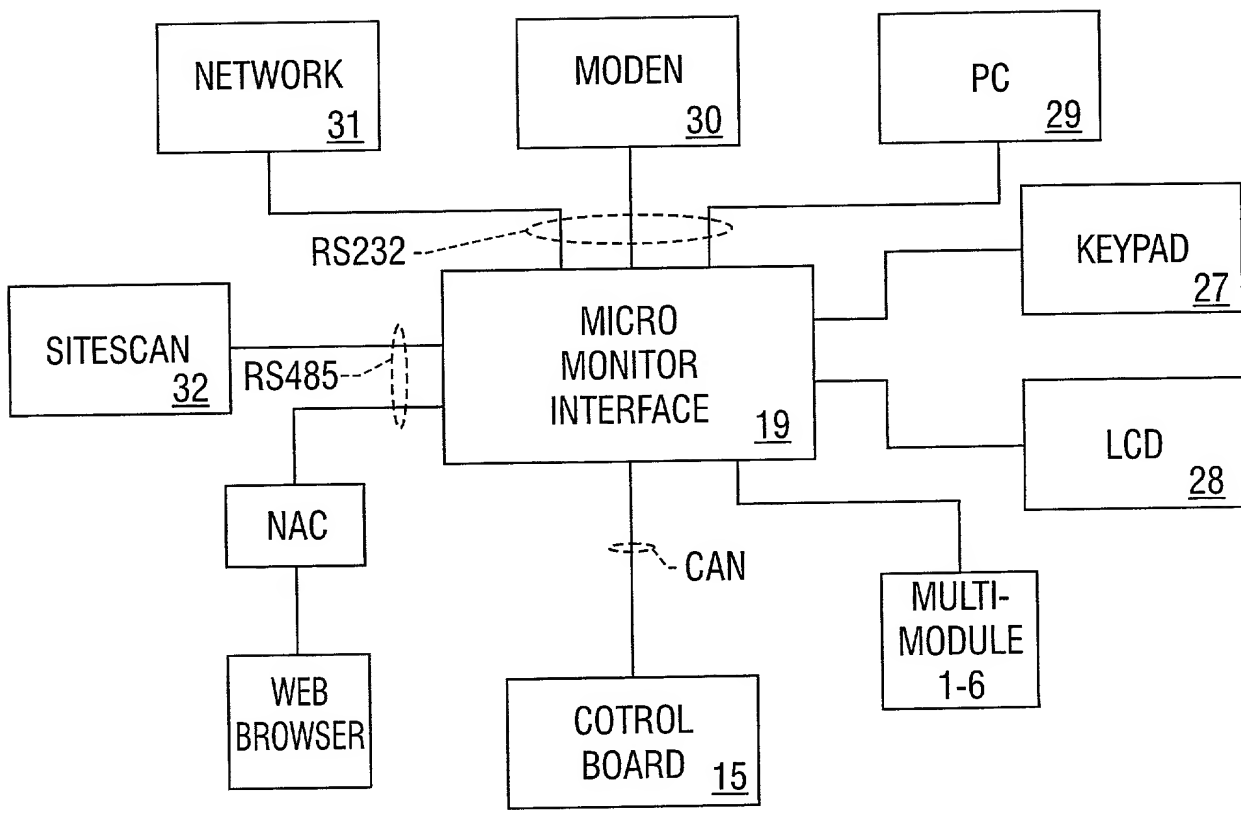 NETWORK
31
MODEN
30
PC
29
RS232
KEYPAD
27
SITESCAN
32
RS485
MICRO
MONITOR
INTERFACE
19
LCD
28
NAC
CAN
MULTI-
MODULE
1-6
WEB
BROWSER
COTROL
BOARD
15